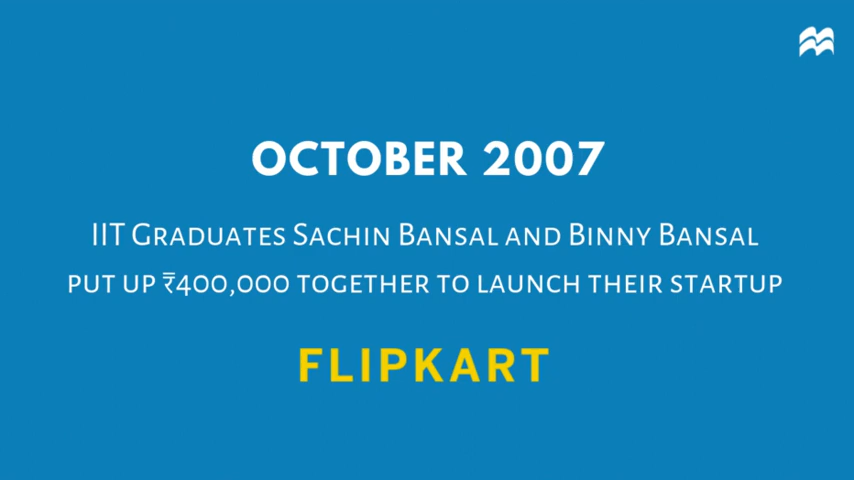 OCTOBER 2007
IIT GRADUATES SACHIN BANSAL AND BINNY BANSAL
PUT UP ₹400,000 TOGETHER TO LAUNCH THEIR STARTUP
FLIPKART